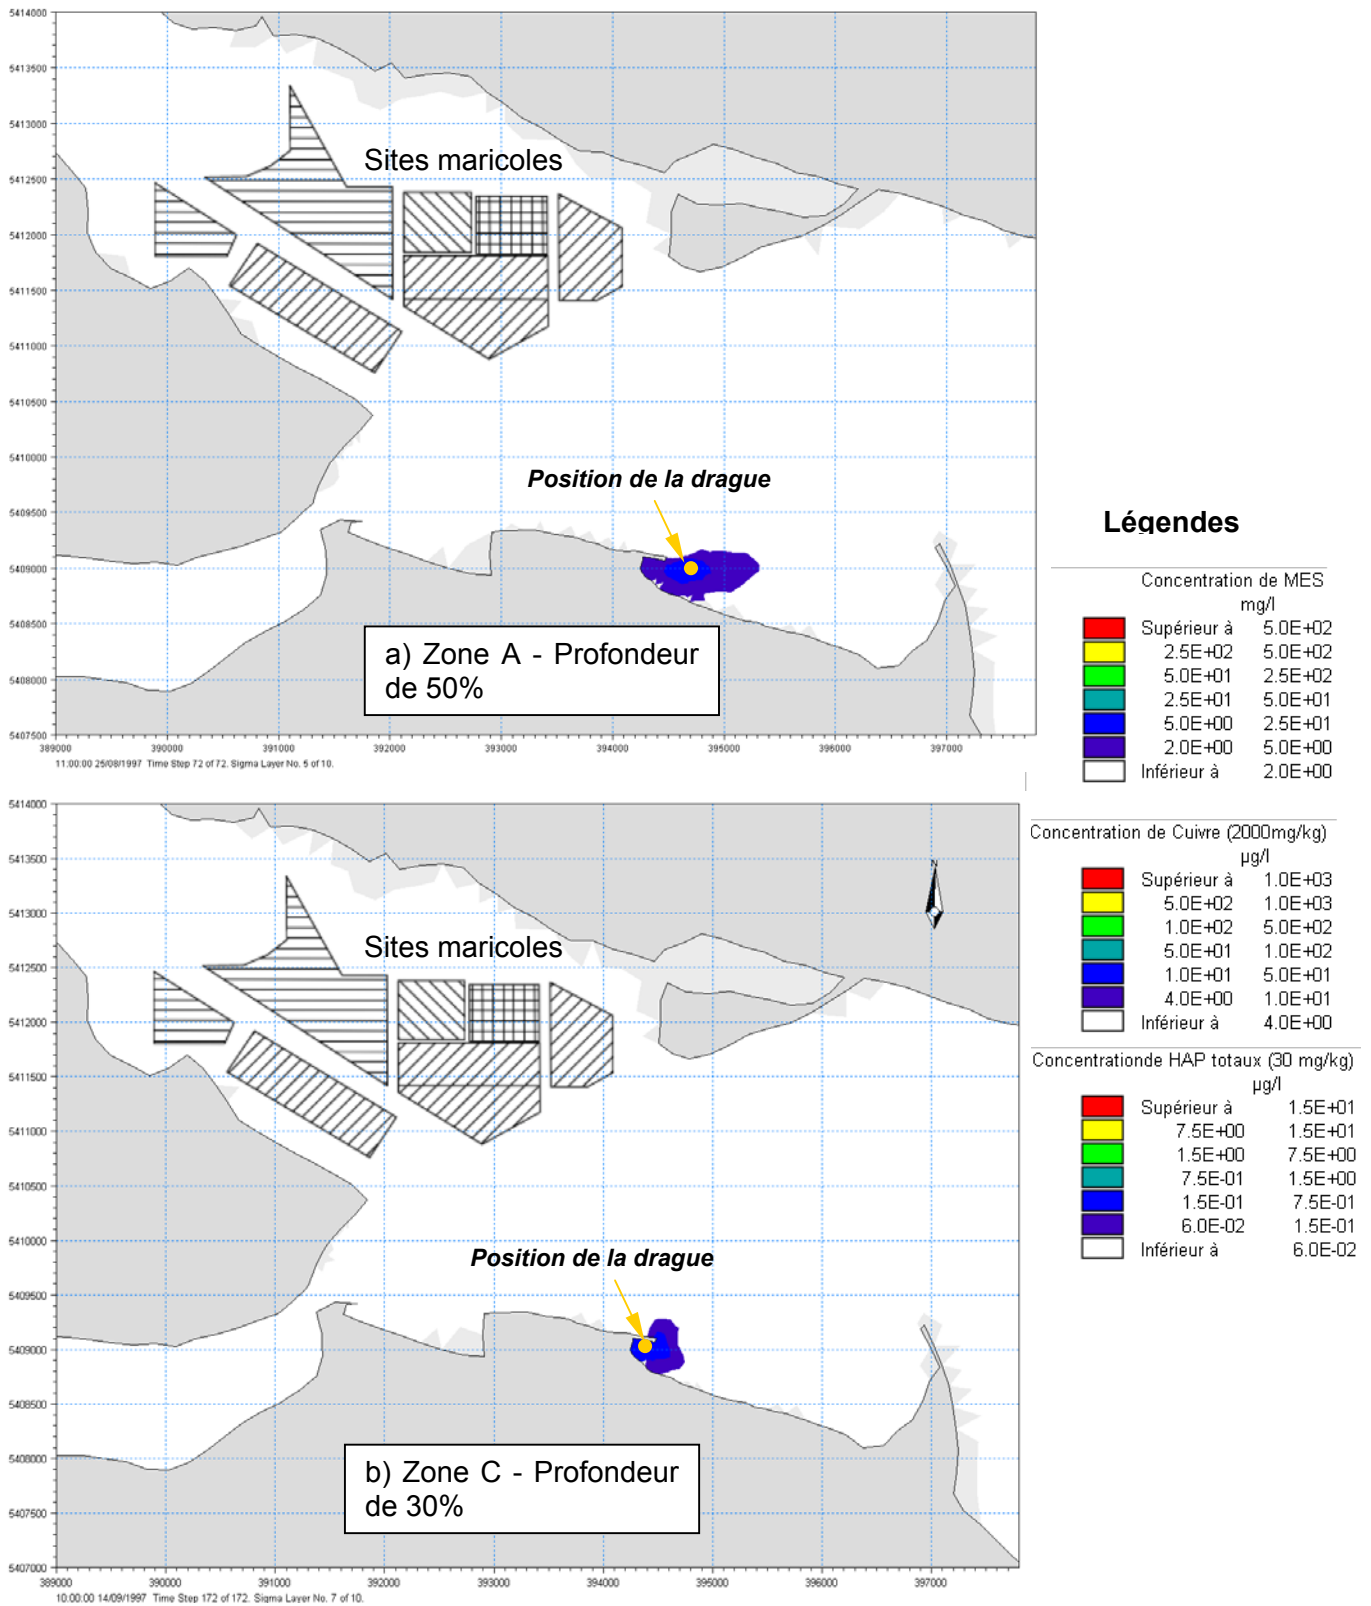 5414000
5413500
5413000
5412500
5412000
5411500
5411000
5410500
5410000
5409500
5409000
5408500
5408000
5407500
Sites maricoles
Position de la drague
a) Zone A - Profondeur
de 50%
389000 390000 391000 392000 393000 394000 395000 396000 397000
11:00:00 25/08/1997 Time Step 72 of 72. Sigma Layer No. 5 of 10.
Légendes
Concentration de MES
mg/l
Supérieur à 5.0E+02
2.5E+02 5.0E+02
5.0E+01 2.5E+02
2.5E+01 5.0E+01
5.0E+00 2.5E+01
2.0E+00 5.0E+00
Inférieur à 2.0E+00
Concentration de Cuivre (2000mg/kg)
µg/l
Supérieur à 1.0E+03
5.0E+02 1.0E+03
1.0E+02 5.0E+02
5.0E+01 1.0E+02
1.0E+01 5.0E+01
4.0E+00 1.0E+01
Inférieur à 4.0E+00
Concentrationde HAP totaux (30 mg/kg)
µg/l
Supérieur à 1.5E+01
7.5E+00 1.5E+01
1.5E+00 7.5E+00
7.5E-01 1.5E+00
1.5E-01 7.5E-01
6.0E-02 1.5E-01
Inférieur à 6.0E-02
5414000
5413500
5413000
5412500
5412000
5411500
5411000
5410500
5410000
5409500
5409000
5408500
5408000
5407500
5407000
N
Sites maricoles
Position de la drague
b) Zone C - Profondeur
de 30%
389000 390000 391000 392000 393000 394000 395000 396000 397000
10:00:00 14/09/1997 Time Step 172 of 172. Sigma Layer No. 7 of 10.